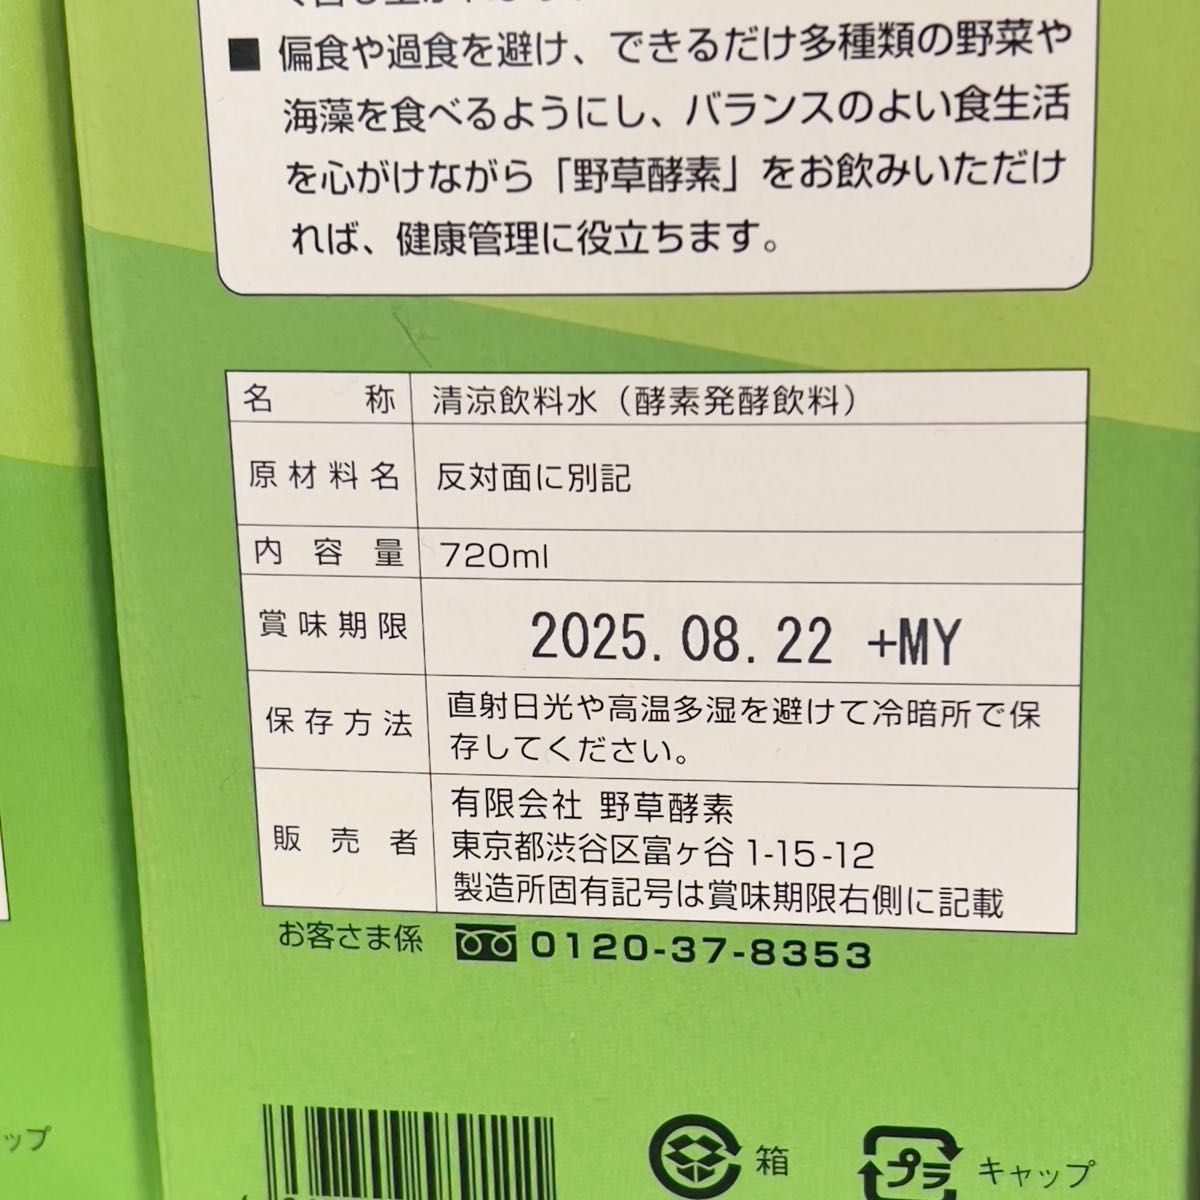 ■ 偏食や過食を避け、できるだけ多種類の野菜や
海藻を食べるようにし、バランスのよい食生活
を心がけながら「野草酵素」をお飲みいただけ
れば、健康管理に役立ちます。
名称 清涼飲料水（酵素発酵飲料）
原材料名 反対面に別記
内容量 720ml
賞味期限 2025.08.22 +MY
保存方法 直射日光や高温多湿を避けて冷暗所で保
存してください。
販売者 有限会社 野草酵素
東京都渋谷区富ヶ谷1-15-12
製造所固有記号は賞味期限右側に記載
お客さま係 0120-37-8353
箱
プラ キャップ
ップ